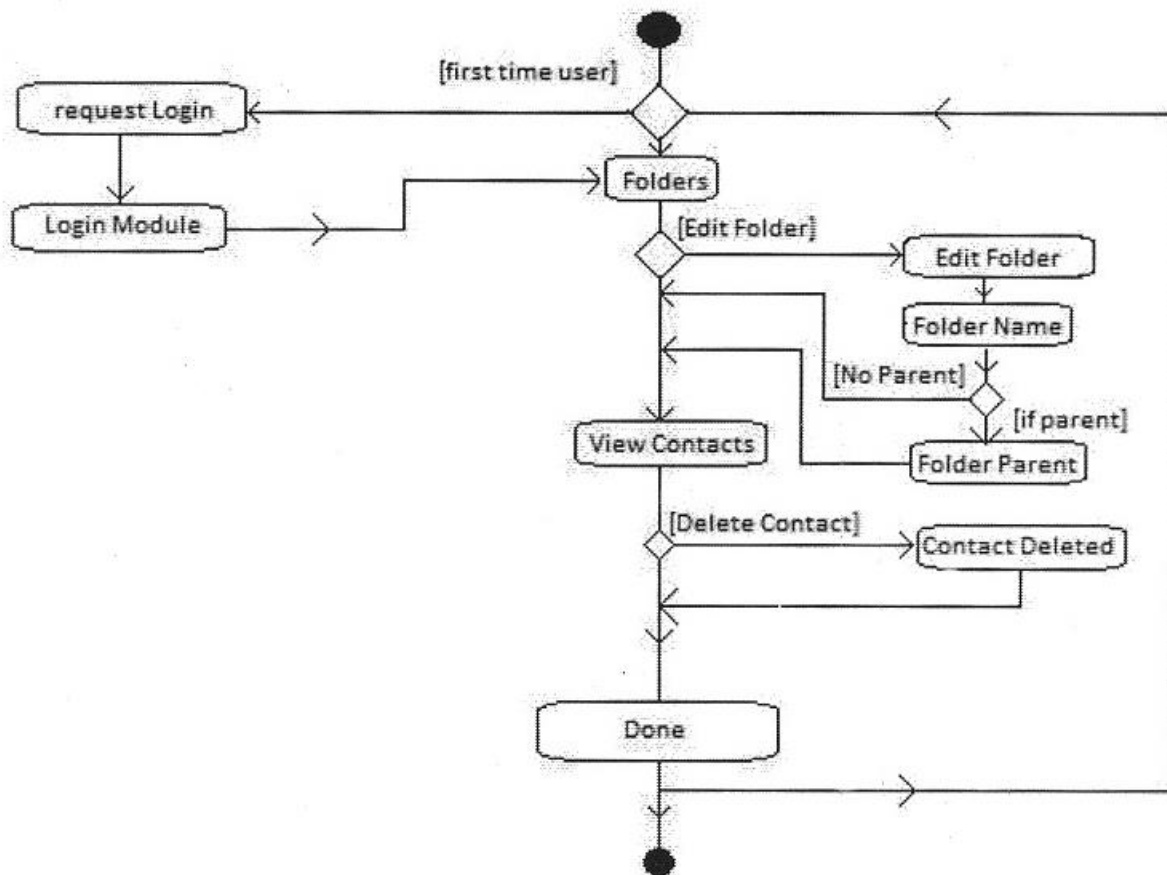 [first time user]
request Login
Folders
Login Module
[Edit Folder]
Edit Folder
Folder Name
[No Parent]
[if parent]
View Contacts
Folder Parent
[Delete Contact]
Contact Deleted
Done